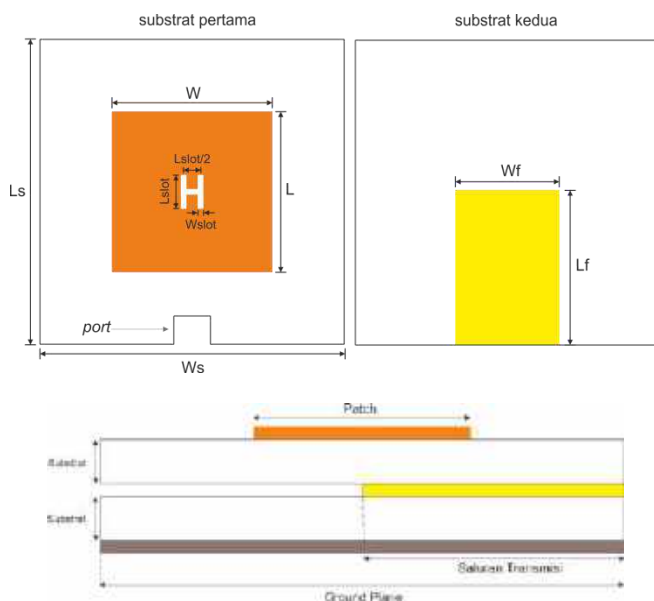 substrat pertama
substrat kedua
W
Lslot/2
Lslot
Wslot
L
Ls
port
Ws
Wf
Lf
Patch
Substrat
Substrat
Saluran Transmisi
Ground Plane